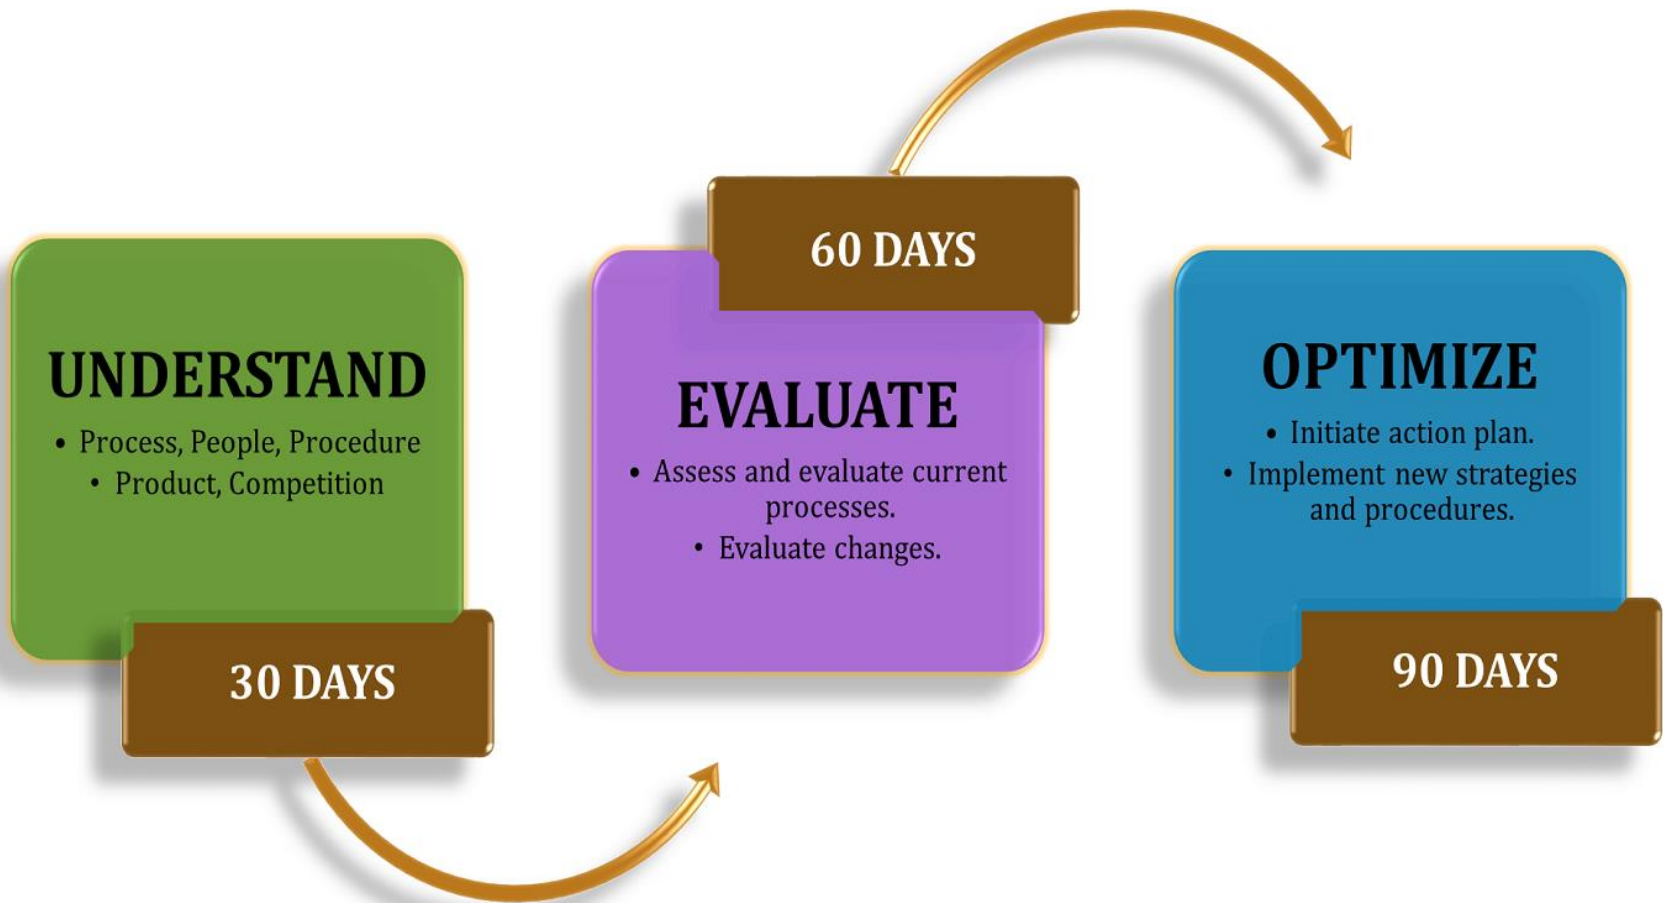 UNDERSTAND
• Process, People, Procedure
• Product, Competition
30 DAYS
60 DAYS
EVALUATE
• Assess and evaluate current
processes.
• Evaluate changes.
OPTIMIZE
• Initiate action plan.
• Implement new strategies
and procedures.
90 DAYS